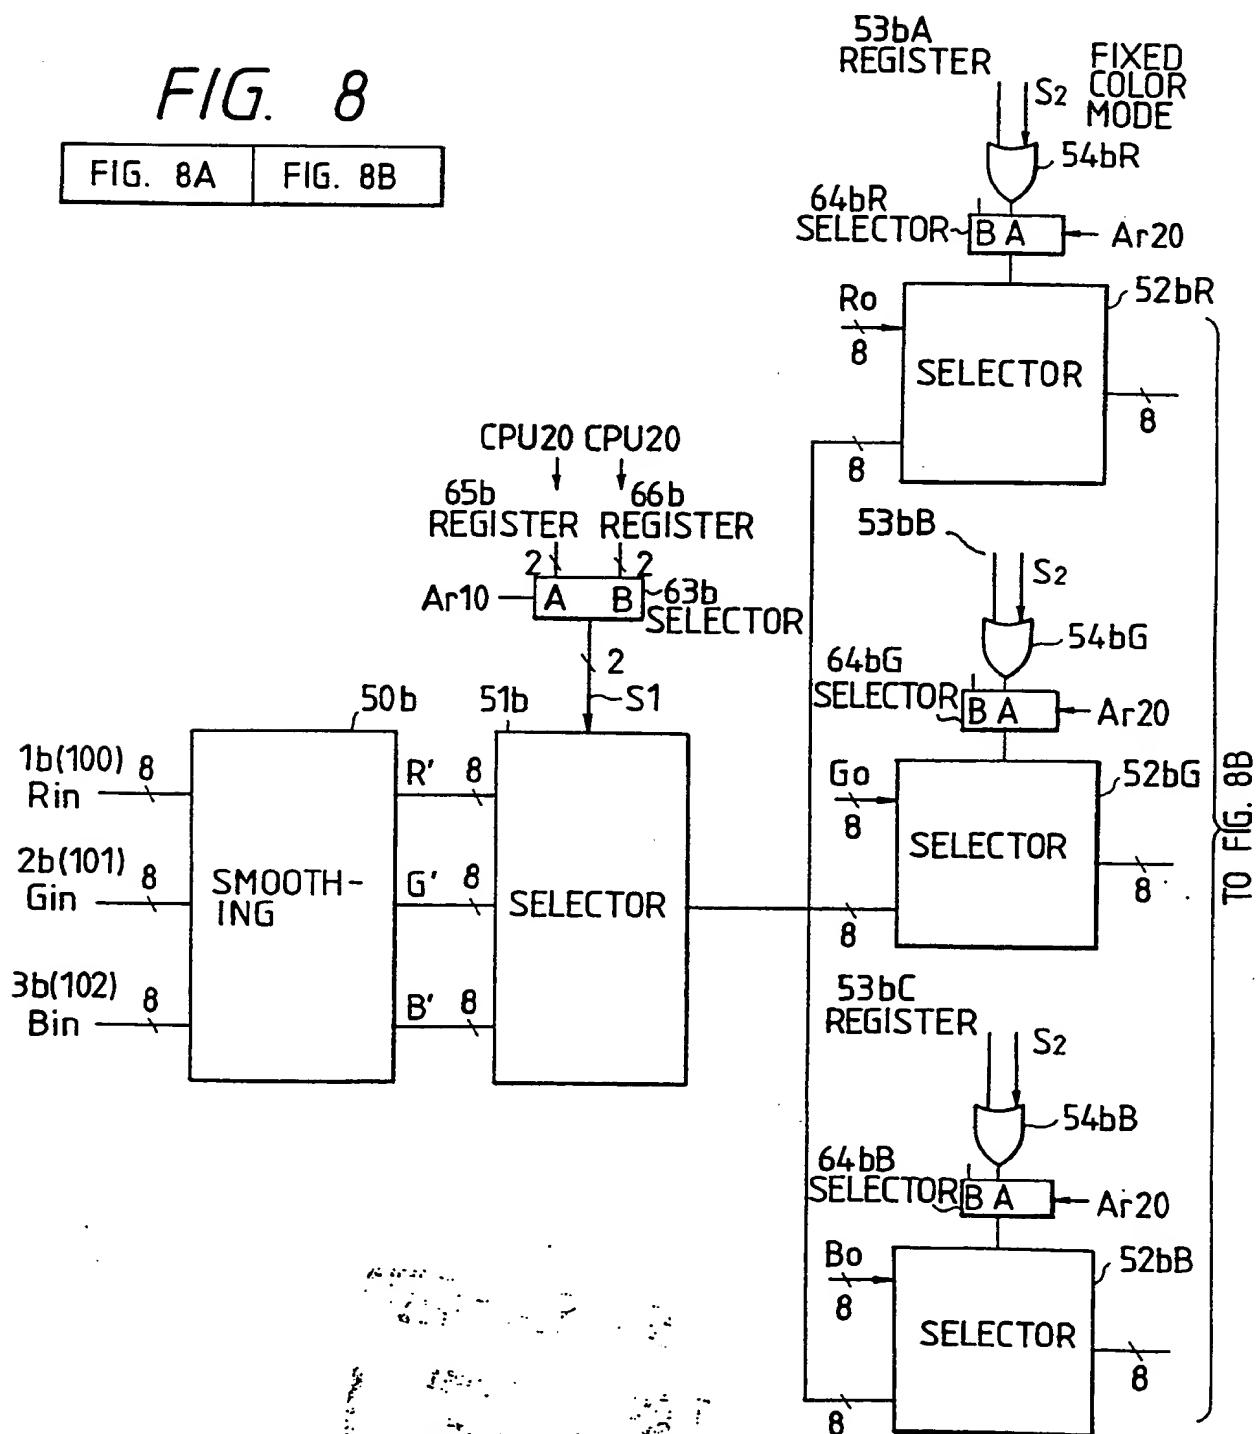 FIG. 8
FIG. 8A
FIG. 8B
53bA
REGISTER
S2
FIXED
COLOR
MODE
54bR
64bR
SELECTOR
B A
Ar20
52bR
Ro
8
SELECTOR
8
8
CPU20 CPU20
65b
REGISTER
66b
REGISTER
2
2
Ar10
A B
63b
SELECTOR
2
S1
53bB
S2
54bG
64bG
SELECTOR
B A
Ar20
52bG
Go
8
SELECTOR
8
8
50b
51b
1b(100)
Rin
8
R'
8
2b(101)
Gin
8
SMOOTH-
ING
G'
8
SELECTOR
3b(102)
Bin
8
B'
8
53bC
REGISTER
S2
54bB
64bB
SELECTOR
B A
Ar20
52bB
Bo
8
SELECTOR
8
8
TO FIG. 8B